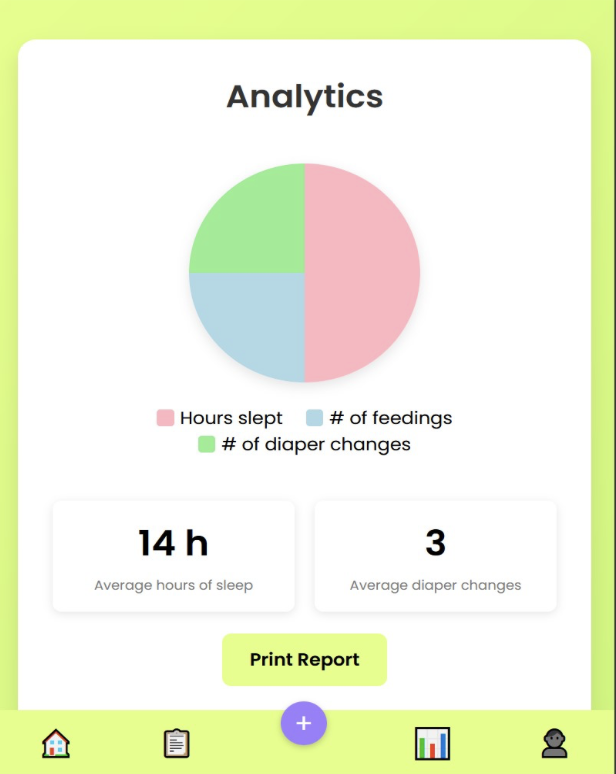 Analytics
Hours slept # of feedings
# of diaper changes
14 h 3
Average hours of sleep Average diaper changes
Print Report
+